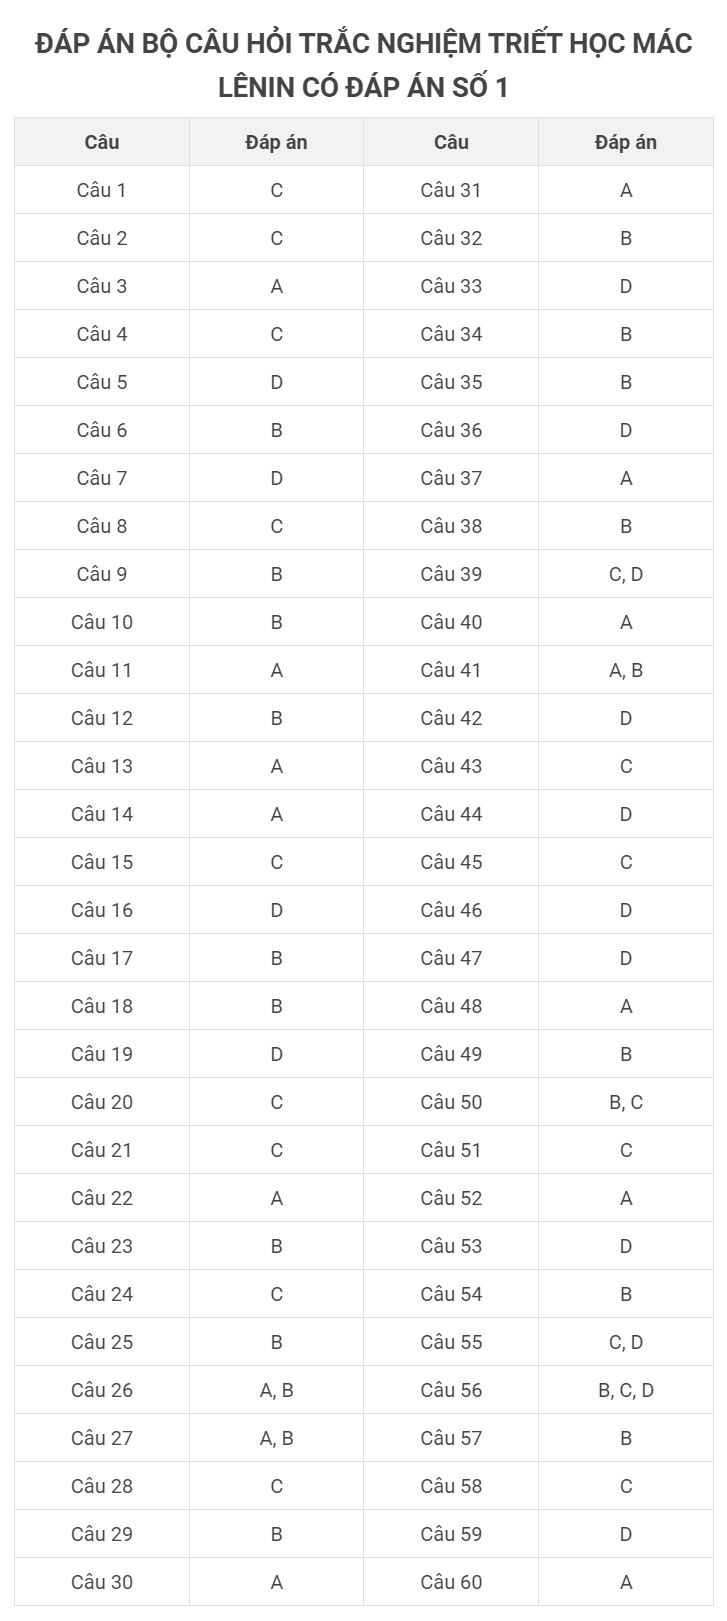 ĐÁP ÁN BỘ CÂU HỎI TRẮC NGHIỆM TRIẾT HỌC MÁC
LÊNIN CÓ ĐÁP ÁN SỐ 1
Câu Đáp án Câu Đáp án
Câu 1 C Câu 31 A
Câu 2 C Câu 32 B
Câu 3 A Câu 33 D
Câu 4 C Câu 34 B
Câu 5 D Câu 35 B
Câu 6 B Câu 36 D
Câu 7 D Câu 37 A
Câu 8 C Câu 38 B
Câu 9 B Câu 39 C, D
Câu 10 B Câu 40 A
Câu 11 A Câu 41 A, B
Câu 12 B Câu 42 D
Câu 13 A Câu 43 C
Câu 14 A Câu 44 D
Câu 15 C Câu 45 C
Câu 16 D Câu 46 D
Câu 17 B Câu 47 D
Câu 18 B Câu 48 A
Câu 19 D Câu 49 B
Câu 20 C Câu 50 B, C
Câu 21 C Câu 51 C
Câu 22 A Câu 52 A
Câu 23 B Câu 53 D
Câu 24 C Câu 54 B
Câu 25 B Câu 55 C, D
Câu 26 A, B Câu 56 B, C, D
Câu 27 A, B Câu 57 B
Câu 28 C Câu 58 C
Câu 29 B Câu 59 D
Câu 30 A Câu 60 A